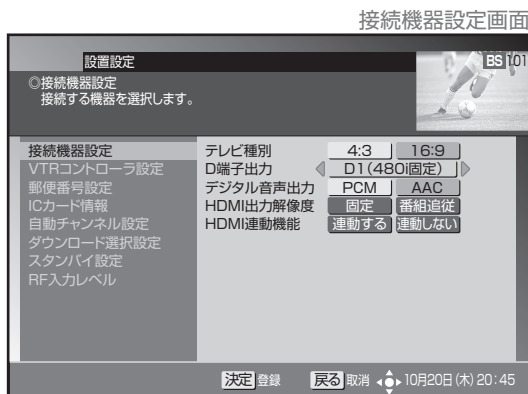 接続機器設定画面
設置設定
BS 101
◎接続機器設定
接続する機器を選択します。
接続機器設定
VTRコントローラ設定
郵便番号設定
ICカード情報
自動チャンネル設定
ダウンロード選択設定
スタンバイ設定
RF入力レベル
テレビ種別 4:3 16:9
D端子出力 D1(480i固定)
デジタル音声出力 PCM AAC
HDMI出力解像度 固定 番組追従
HDMI連動機能 連動する 連動しない
決定 登録 戻る 取消 10月20日(木)20:45